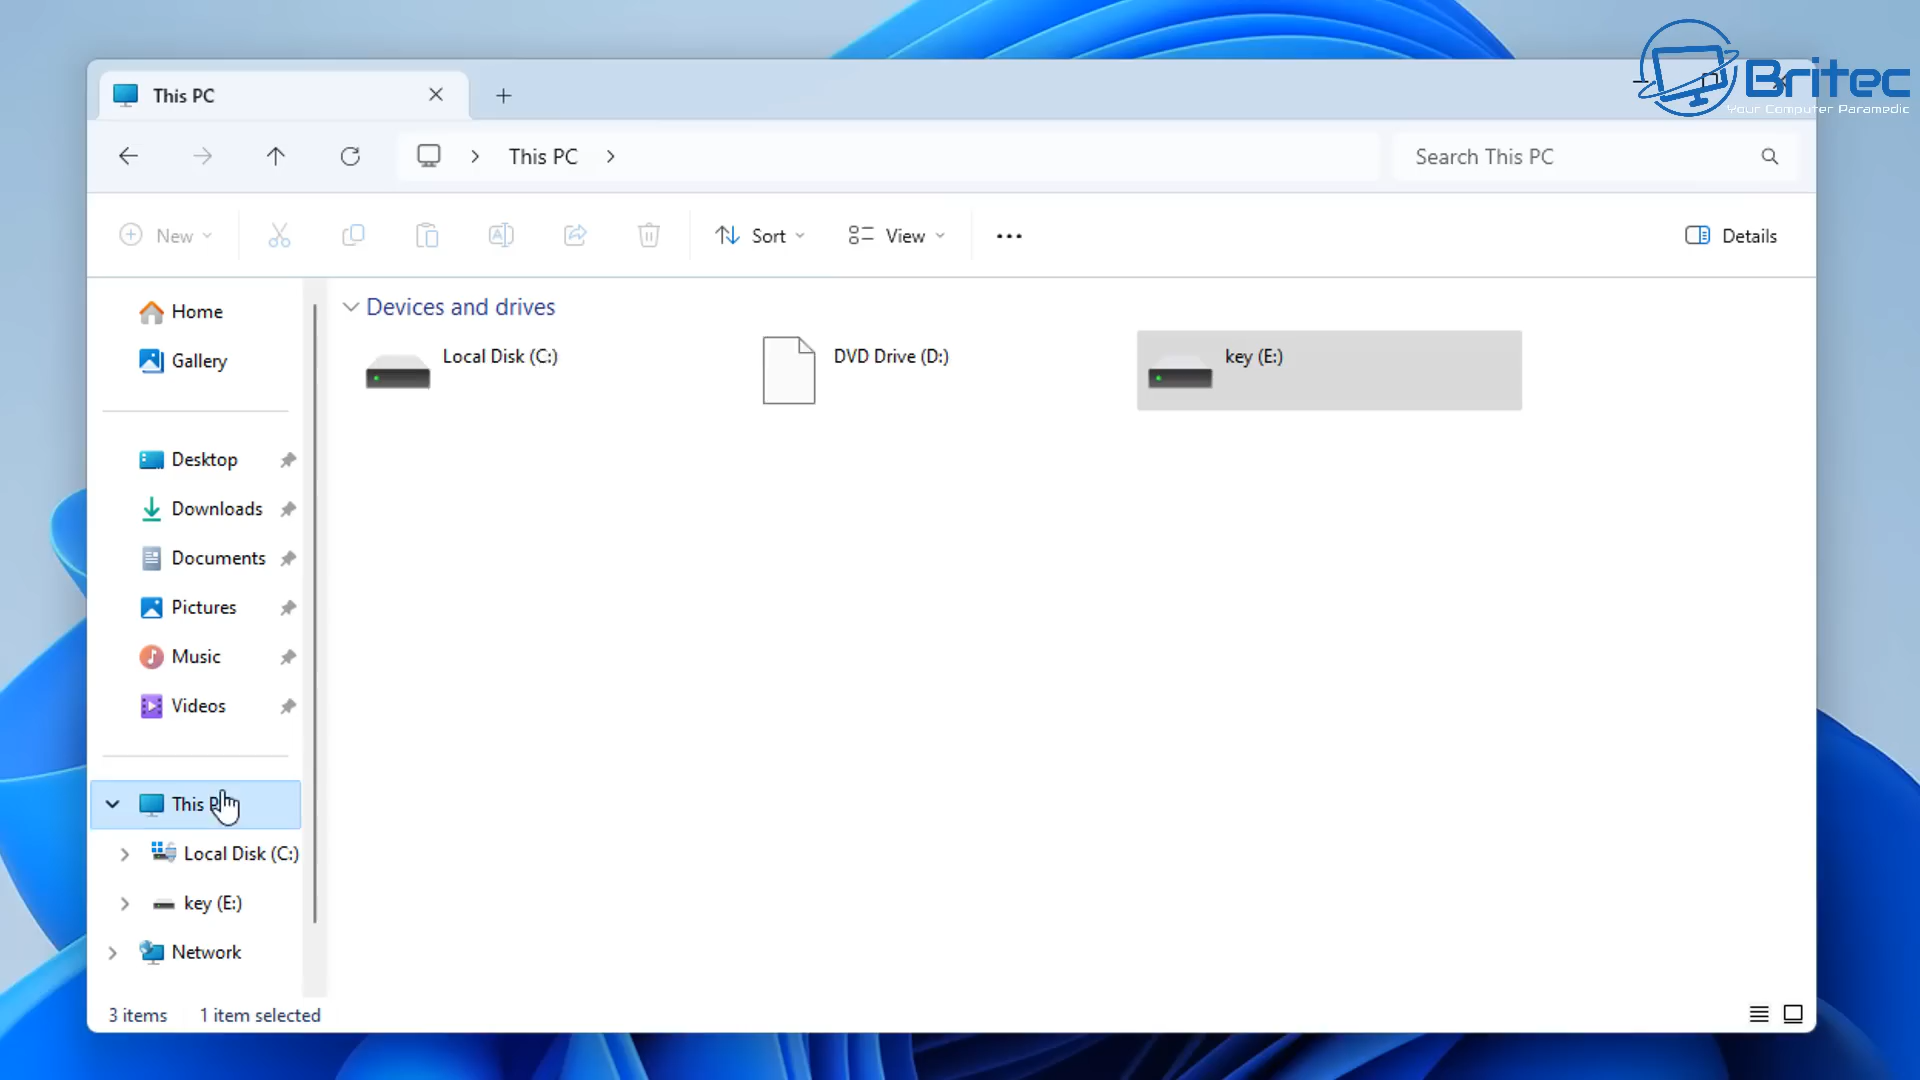 This PC
Britec
Your Computer Paramedic
This PC
Search This PC
New
Sort
View
Details
Home
Gallery
Desktop
Downloads
Documents
Pictures
Music
Videos
This PC
Local Disk (C:)
key (E:)
Network
Devices and drives
Local Disk (C:)
DVD Drive (D:)
key (E:)
3 items 1 item selected